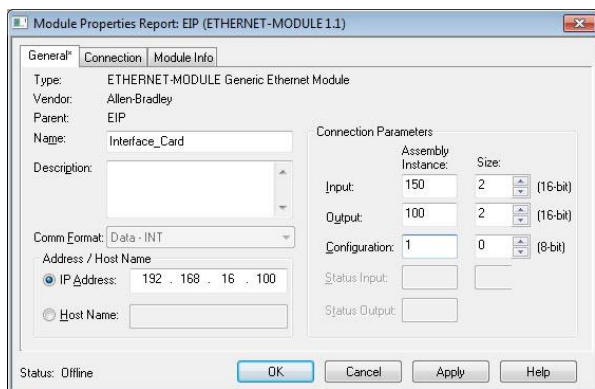 Module Properties Report: EIP (ETHERNET-MODULE 1.1)
General* Connection Module Info
Type: ETHERNET-MODULE Generic Ethernet Module
Vendor: Allen-Bradley
Parent: EIP
Name: Interface_Card
Description:
Comm Format: Data - INT
Address / Host Name
IP Address: 192 . 168 . 16 . 100
Host Name:
Connection Parameters
Assembly Instance: Size:
Input: 150 2 (16-bit)
Output: 100 2 (16-bit)
Configuration: 1 0 (8-bit)
Status Input:
Status Output:
Status: Offline
OK Cancel Apply Help